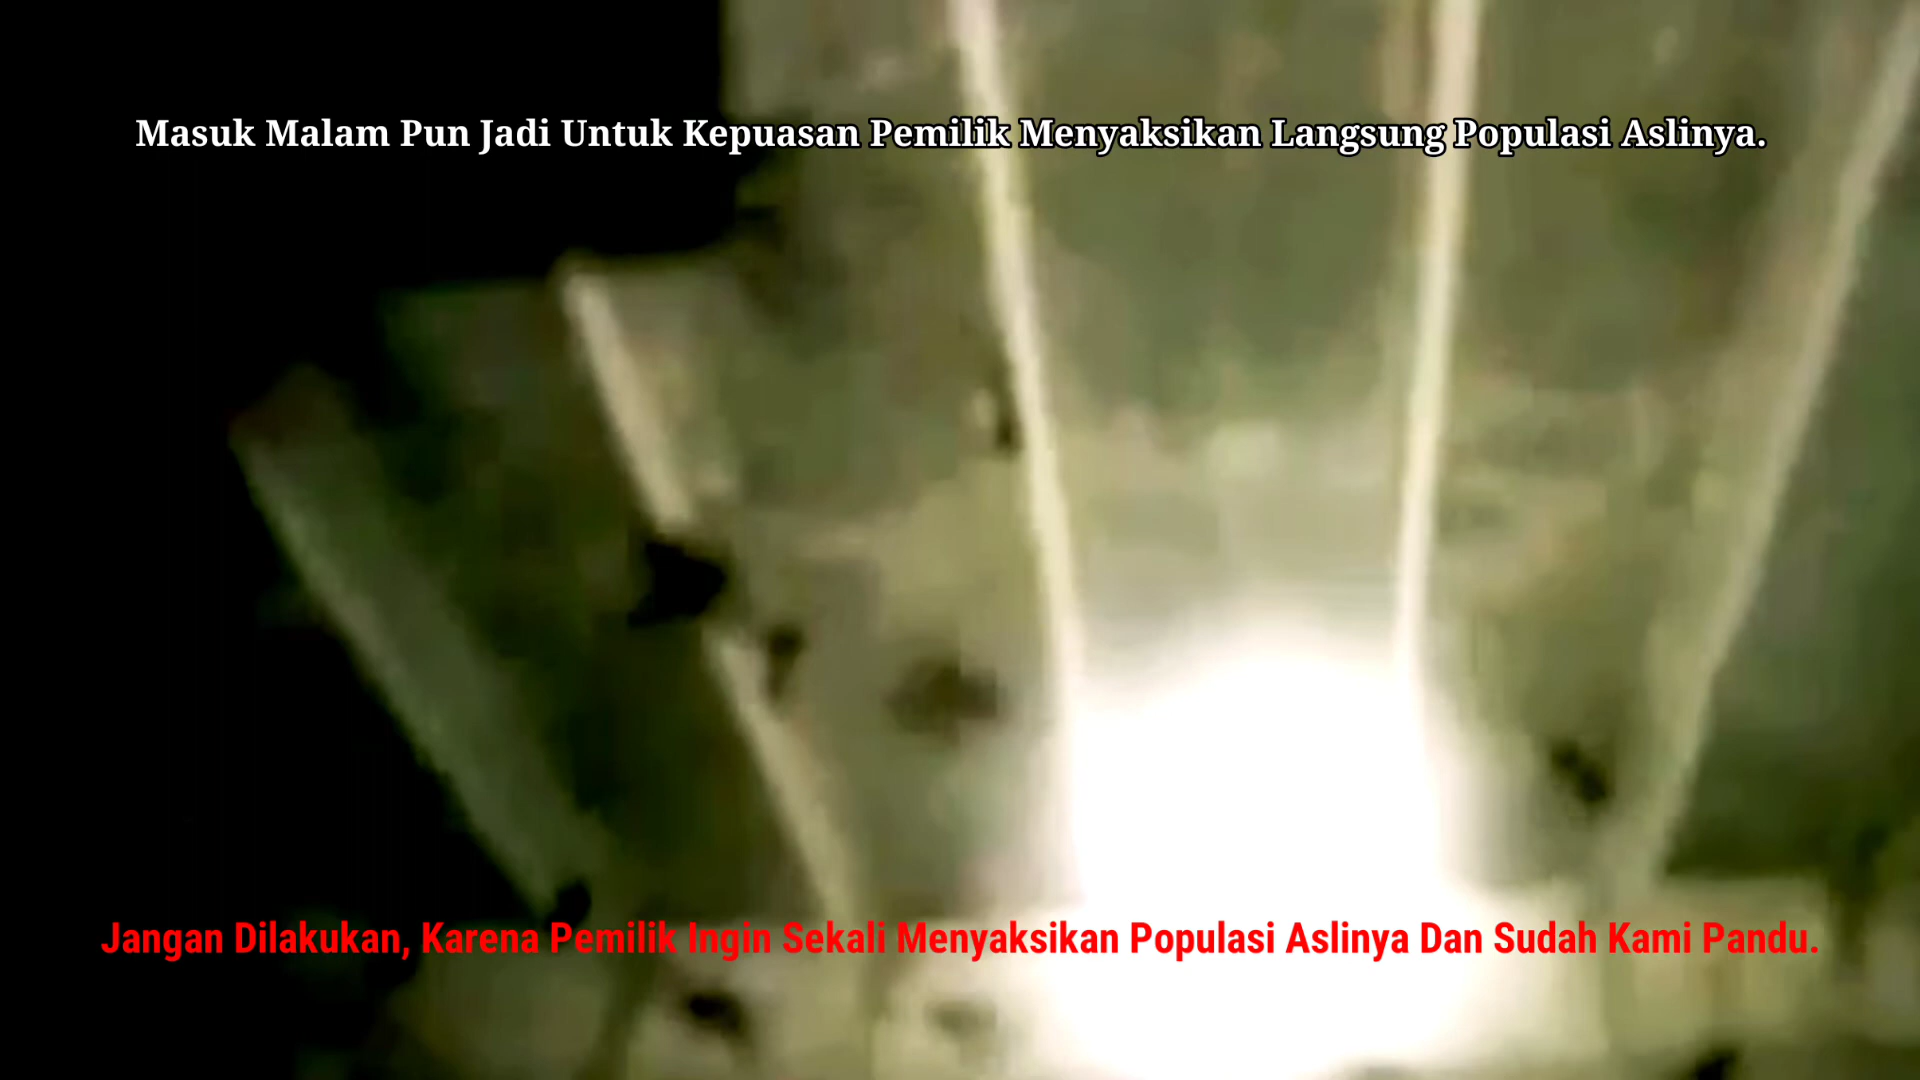 Masuk Malam Pun Jadi Untuk Kepuasan Pemilik Menyaksikan Langsung Populasi Aslinya.
Jangan Dilakukan, Karena Pemilik Ingin Sekali Menyaksikan Populasi Aslinya Dan Sudah Kami Pandu.